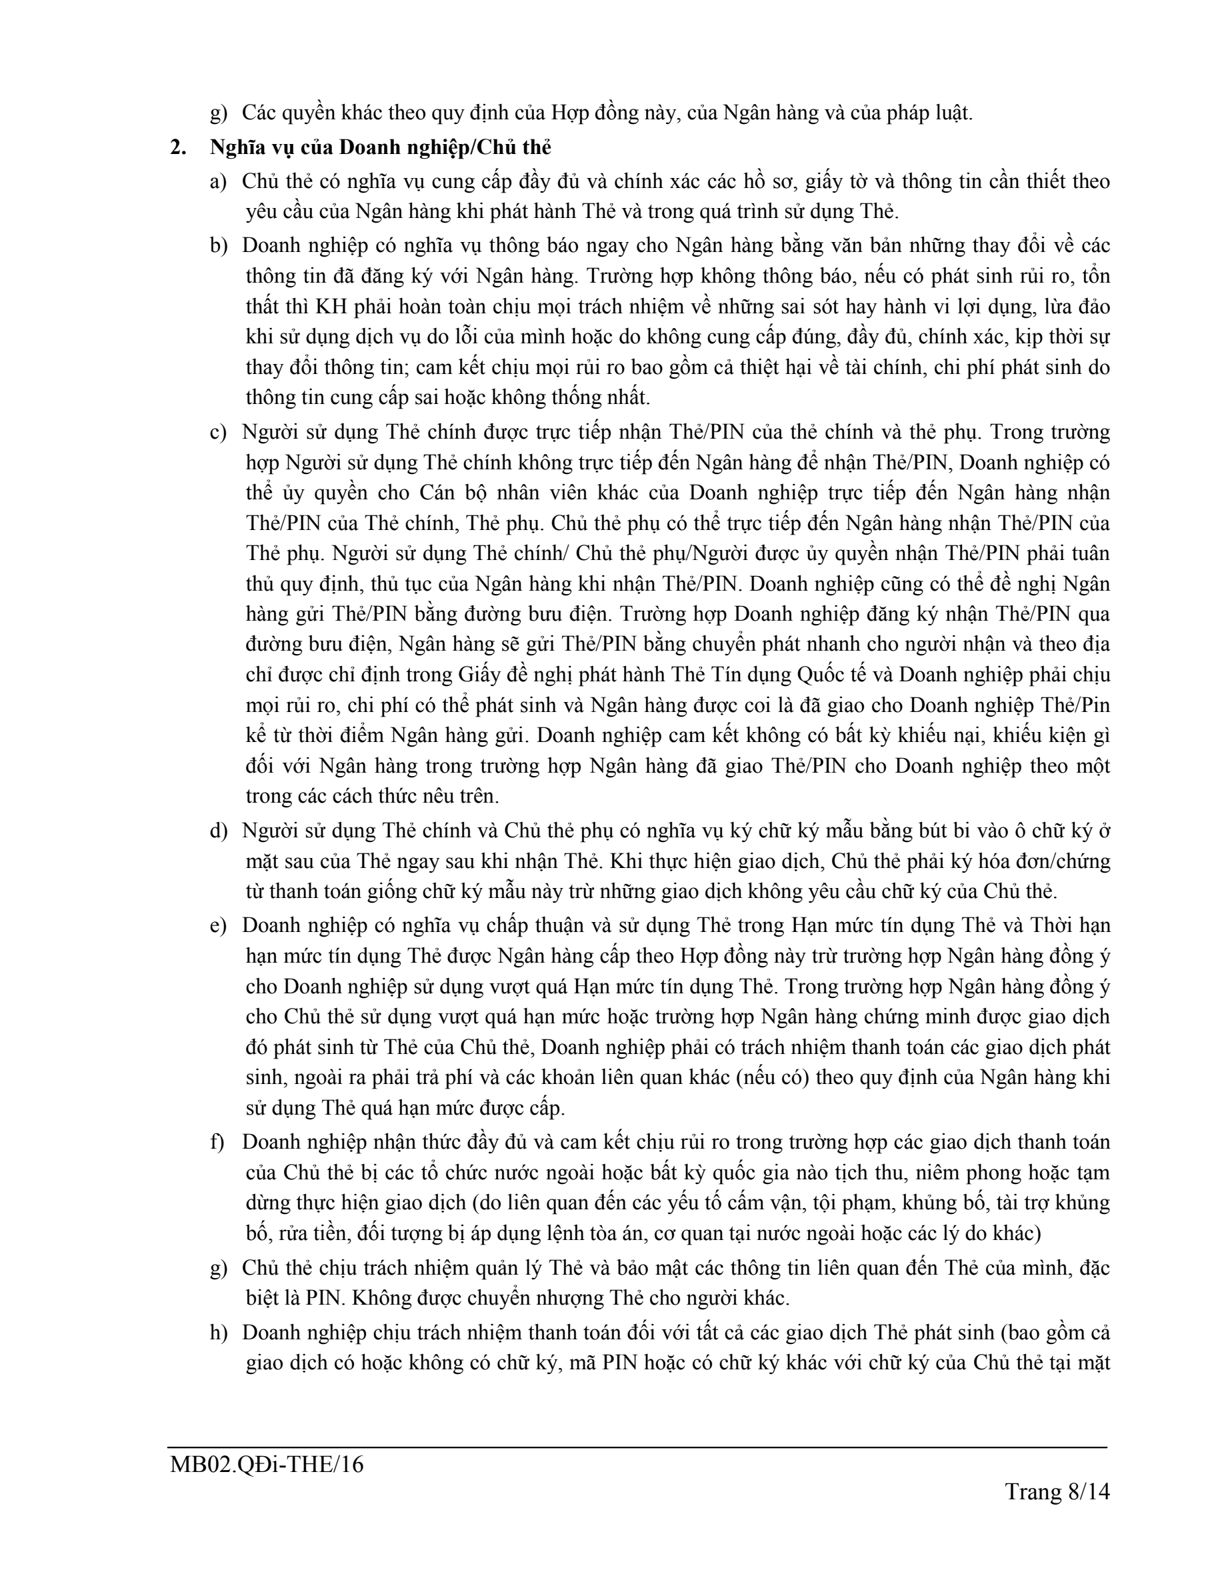 g) Các quyền khác theo quy định của Hợp đồng này, của Ngân hàng và của pháp luật.
2. Nghĩa vụ của Doanh nghiệp/Chủ thẻ
a) Chủ thẻ có nghĩa vụ cung cấp đầy đủ và chính xác các hồ sơ, giấy tờ và thông tin cần thiết theo
yêu cầu của Ngân hàng khi phát hành Thẻ và trong quá trình sử dụng Thẻ.
b) Doanh nghiệp có nghĩa vụ thông báo ngay cho Ngân hàng bằng văn bản những thay đổi về các
thông tin đã đăng ký với Ngân hàng. Trường hợp không thông báo, nếu có phát sinh rủi ro, tổn
thất thì KH phải hoàn toàn chịu mọi trách nhiệm về những sai sót hay hành vi lợi dụng, lừa đảo
khi sử dụng dịch vụ do lỗi của mình hoặc do không cung cấp đúng, đầy đủ, chính xác, kịp thời sự
thay đổi thông tin; cam kết chịu mọi rủi ro bao gồm cả thiệt hại về tài chính, chi phí phát sinh do
thông tin cung cấp sai hoặc không thống nhất.
c) Người sử dụng Thẻ chính được trực tiếp nhận Thẻ/PIN của thẻ chính và thẻ phụ. Trong trường
hợp Người sử dụng Thẻ chính không trực tiếp đến Ngân hàng để nhận Thẻ/PIN, Doanh nghiệp có
thể ủy quyền cho Cán bộ nhân viên khác của Doanh nghiệp trực tiếp đến Ngân hàng nhận
Thẻ/PIN của Thẻ chính, Thẻ phụ. Chủ thẻ phụ có thể trực tiếp đến Ngân hàng nhận Thẻ/PIN của
Thẻ phụ. Người sử dụng Thẻ chính/ Chủ thẻ phụ/Người được ủy quyền nhận Thẻ/PIN phải tuân
thủ quy định, thủ tục của Ngân hàng khi nhận Thẻ/PIN. Doanh nghiệp cũng có thể đề nghị Ngân
hàng gửi Thẻ/PIN bằng đường bưu điện. Trường hợp Doanh nghiệp đăng ký nhận Thẻ/PIN qua
đường bưu điện, Ngân hàng sẽ gửi Thẻ/PIN bằng chuyển phát nhanh cho người nhận và theo địa
chỉ được chỉ định trong Giấy đề nghị phát hành Thẻ Tín dụng Quốc tế và Doanh nghiệp phải chịu
mọi rủi ro, chi phí có thể phát sinh và Ngân hàng được coi là đã giao cho Doanh nghiệp Thẻ/Pin
kể từ thời điểm Ngân hàng gửi. Doanh nghiệp cam kết không có bất kỳ khiếu nại, khiếu kiện gì
đối với Ngân hàng trong trường hợp Ngân hàng đã giao Thẻ/PIN cho Doanh nghiệp theo một
trong các cách thức nêu trên.
d) Người sử dụng Thẻ chính và Chủ thẻ phụ có nghĩa vụ ký chữ ký mẫu bằng bút bi vào ô chữ ký ở
mặt sau của Thẻ ngay sau khi nhận Thẻ. Khi thực hiện giao dịch, Chủ thẻ phải ký hóa đơn/chứng
từ thanh toán giống chữ ký mẫu này trừ những giao dịch không yêu cầu chữ ký của Chủ thẻ.
e) Doanh nghiệp có nghĩa vụ chấp thuận và sử dụng Thẻ trong Hạn mức tín dụng Thẻ và Thời hạn
hạn mức tín dụng Thẻ được Ngân hàng cấp theo Hợp đồng này trừ trường hợp Ngân hàng đồng ý
cho Doanh nghiệp sử dụng vượt quá Hạn mức tín dụng Thẻ. Trong trường hợp Ngân hàng đồng ý
cho Chủ thẻ sử dụng vượt quá hạn mức hoặc trường hợp Ngân hàng chứng minh được giao dịch
đó phát sinh từ Thẻ của Chủ thẻ, Doanh nghiệp phải có trách nhiệm thanh toán các giao dịch phát
sinh, ngoài ra phải trả phí và các khoản liên quan khác (nếu có) theo quy định của Ngân hàng khi
sử dụng Thẻ quá hạn mức được cấp.
f) Doanh nghiệp nhận thức đầy đủ và cam kết chịu rủi ro trong trường hợp các giao dịch thanh toán
của Chủ thẻ bị các tổ chức nước ngoài hoặc bất kỳ quốc gia nào tịch thu, niêm phong hoặc tạm
dừng thực hiện giao dịch (do liên quan đến các yếu tố cấm vận, tội phạm, khủng bố, tài trợ khủng
bố, rửa tiền, đối tượng bị áp dụng lệnh tòa án, cơ quan tại nước ngoài hoặc các lý do khác)
g) Chủ thẻ chịu trách nhiệm quản lý Thẻ và bảo mật các thông tin liên quan đến Thẻ của mình, đặc
biệt là PIN. Không được chuyển nhượng Thẻ cho người khác.
h) Doanh nghiệp chịu trách nhiệm thanh toán đối với tất cả các giao dịch Thẻ phát sinh (bao gồm cả
giao dịch có hoặc không có chữ ký, mã PIN hoặc có chữ ký khác với chữ ký của Chủ thẻ tại mặt
MB02.QĐi-THE/16
Trang 8/14